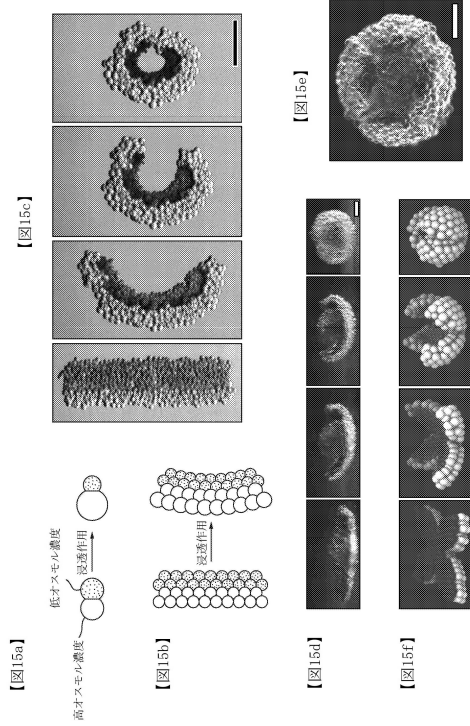 【図15a】
高オスモル濃度
低オスモル濃度
浸透作用
【図15b】
浸透作用
【図15c】
【図15d】
【図15e】
【図15f】